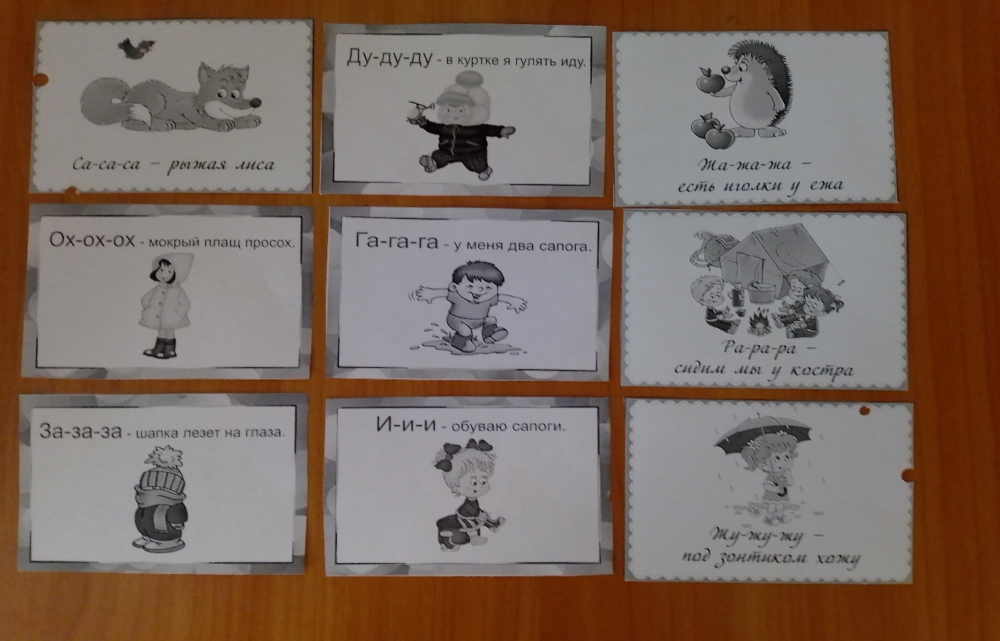 Са-са-са – рыжая лиса
Ду-ду-ду - в куртке я гулять иду.
Жа-жа-жа –
есть иголки у ежа
Ох-ох-ох - мокрый плащ просох.
Га-га-га - у меня два сапога.
Ра-ра-ра –
сидим мы у костра
За-за-за - шапка лезет на глаза.
И-и-и - обуваю сапоги.
Жу-жу-жу –
под зонтиком хожу